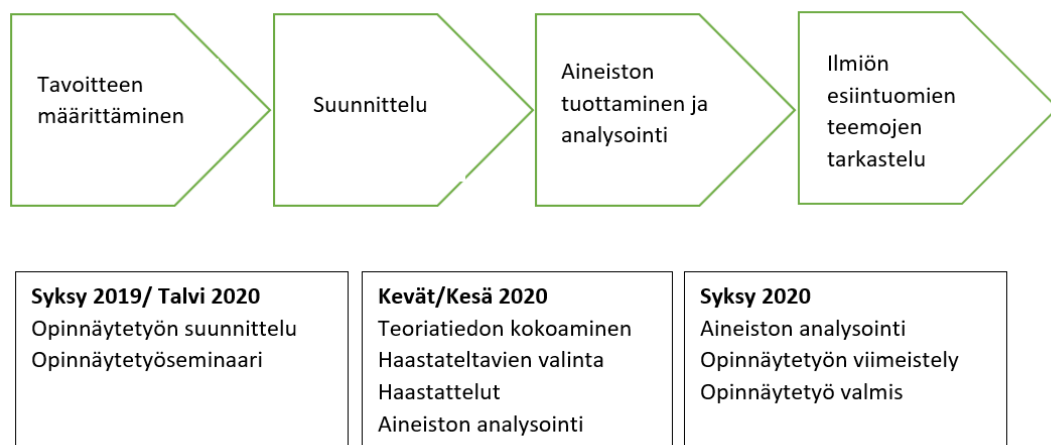 Tavoitteen
määrittäminen
Suunnittelu
Aineiston
tuottaminen ja
analysointi
Ilmiön
esiintuomien
teemojen
tarkastelu
Syksy 2019/ Talvi 2020
Opinnäytetyön suunnittelu
Opinnäytetyöseminaari
Kevät/Kesä 2020
Teoriatiedon kokoaminen
Haastateltavien valinta
Haastattelut
Aineiston analysointi
Syksy 2020
Aineiston analysointi
Opinnäytetyön viimeistely
Opinnäytetyö valmis